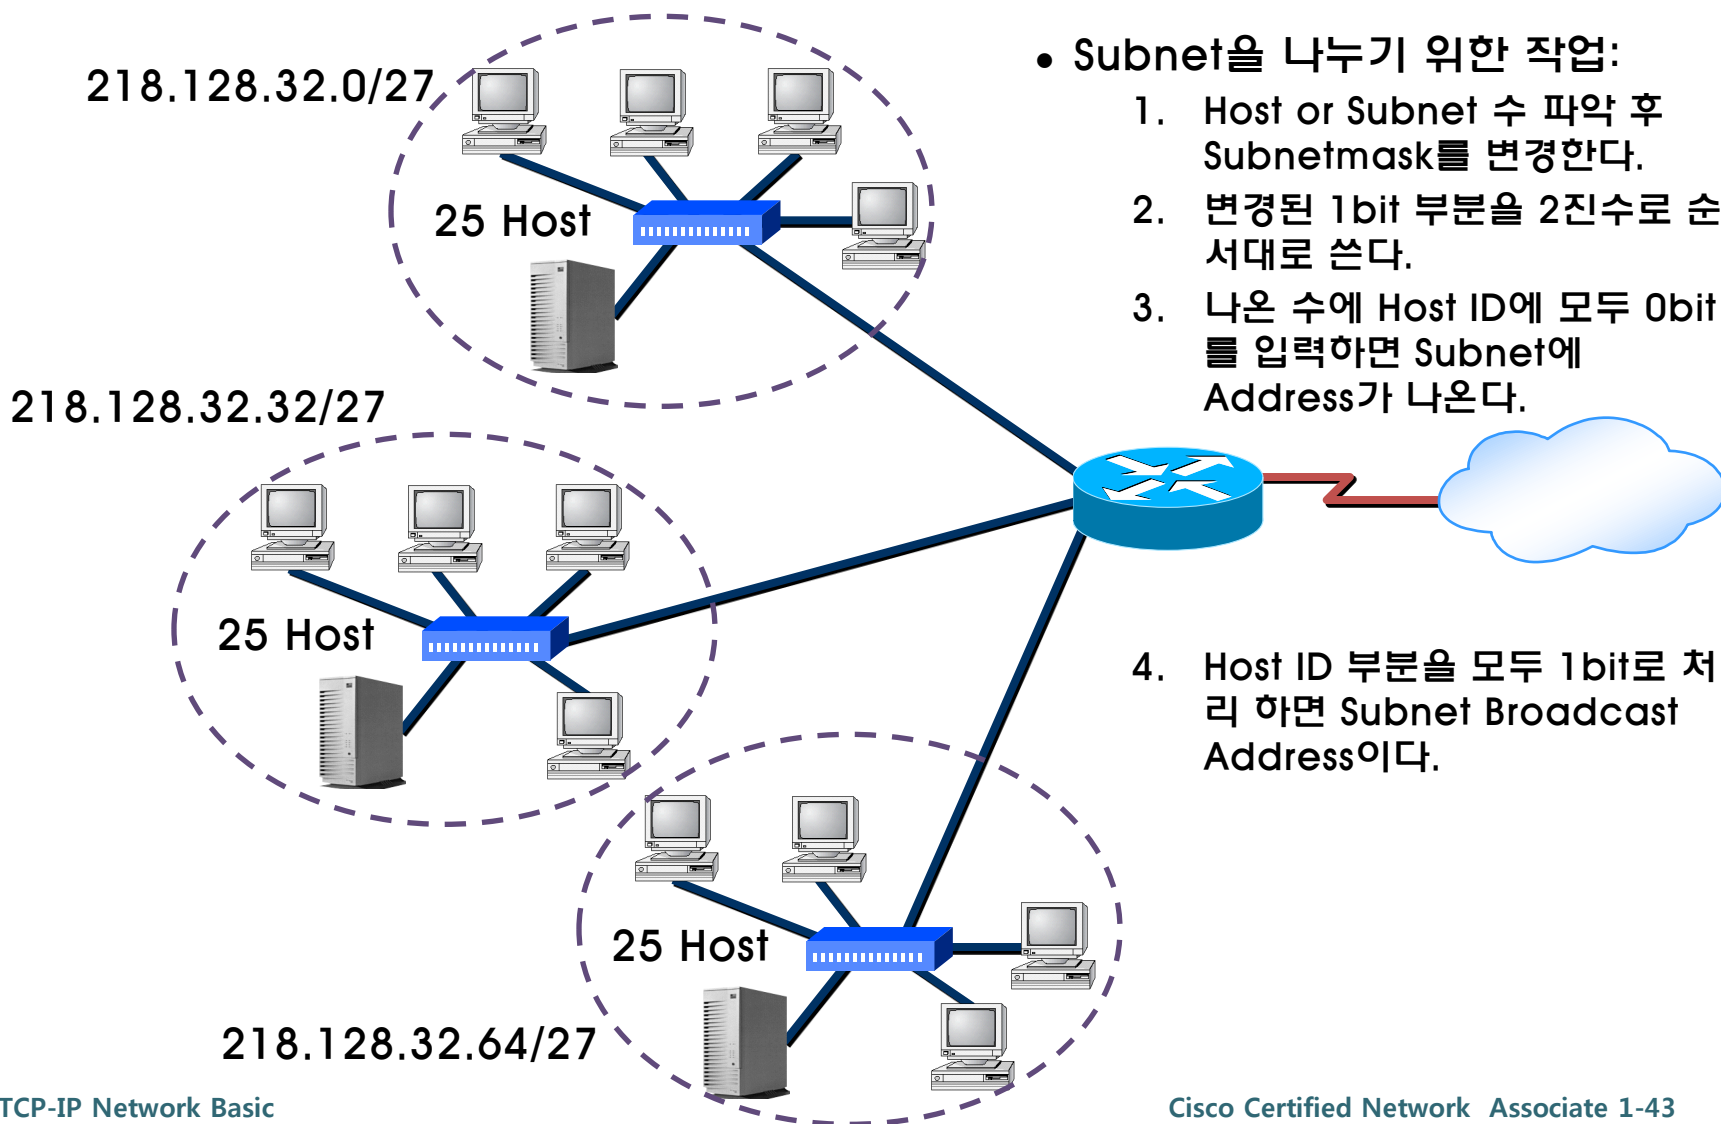 218.128.32.0/27
25 Host
218.128.32.32/27
25 Host
25 Host
218.128.32.64/27
• Subnet을 나누기 위한 작업:
1. Host or Subnet 수 파악 후
Subnetmask를 변경한다.
2. 변경된 1bit 부분을 2진수로 순
서대로 쓴다.
3. 나온 수에 Host ID에 모두 0bit
를 입력하면 Subnet에
Address가 나온다.
4. Host ID 부분을 모두 1bit로 처
리 하면 Subnet Broadcast
Address이다.
TCP-IP Network Basic
Cisco Certified Network Associate 1-43